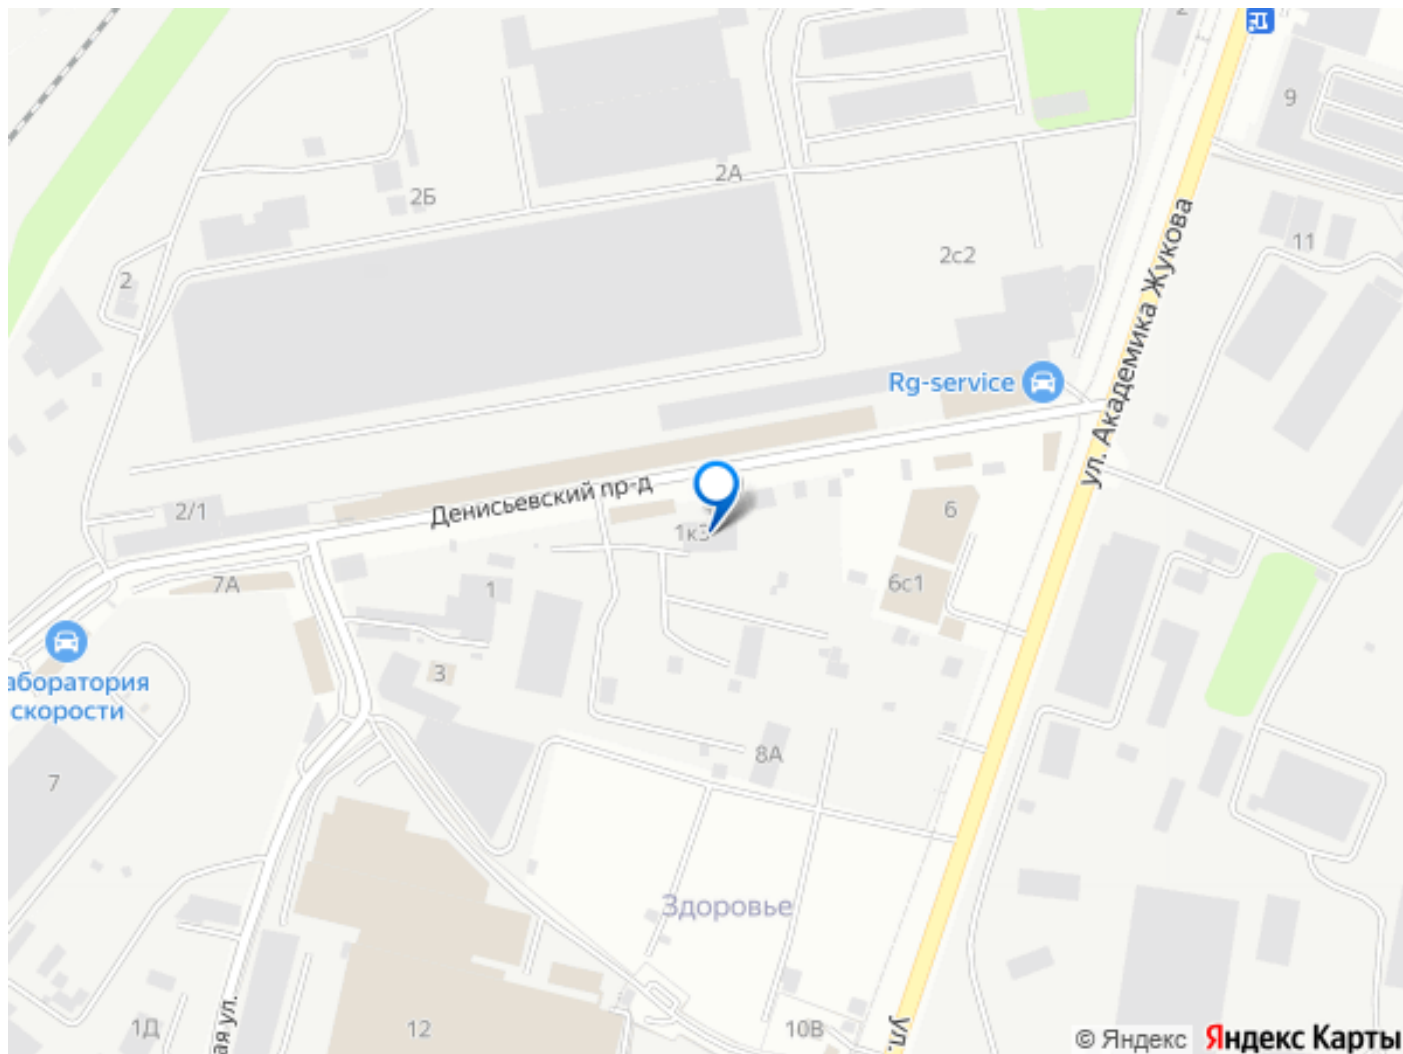 9
2А
2Б
ул. Академика Жукова
11
2с2
2
Rg-service
Денисьевский пр-д
2/1
6
1к3
7А
6с1
1
3
скорости
8А
7
Здоровье
1Д
12
10В
ул.
© Яндекс Яндекс Карты